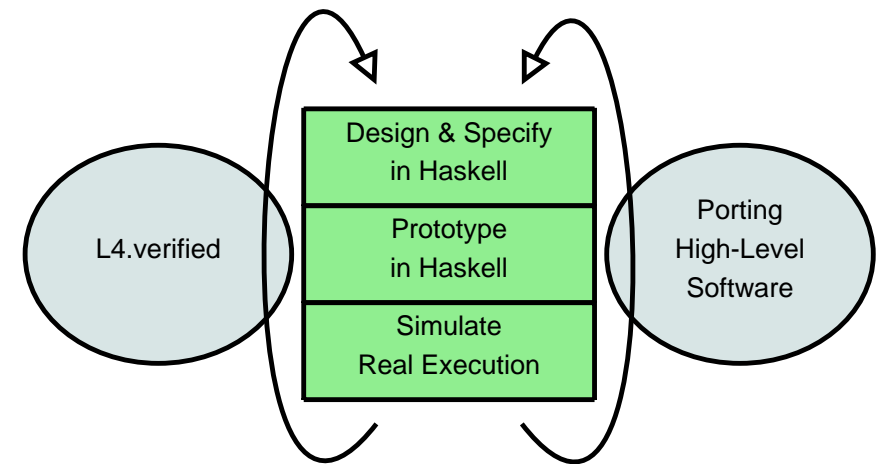 Design & Specify
in Haskell
L4.verified
Prototype
in Haskell
Porting
High-Level
Software
Simulate
Real Execution